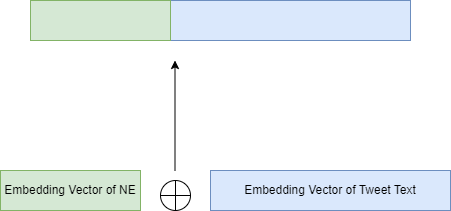 Embedding Vector of NE
Embedding Vector of Tweet Text